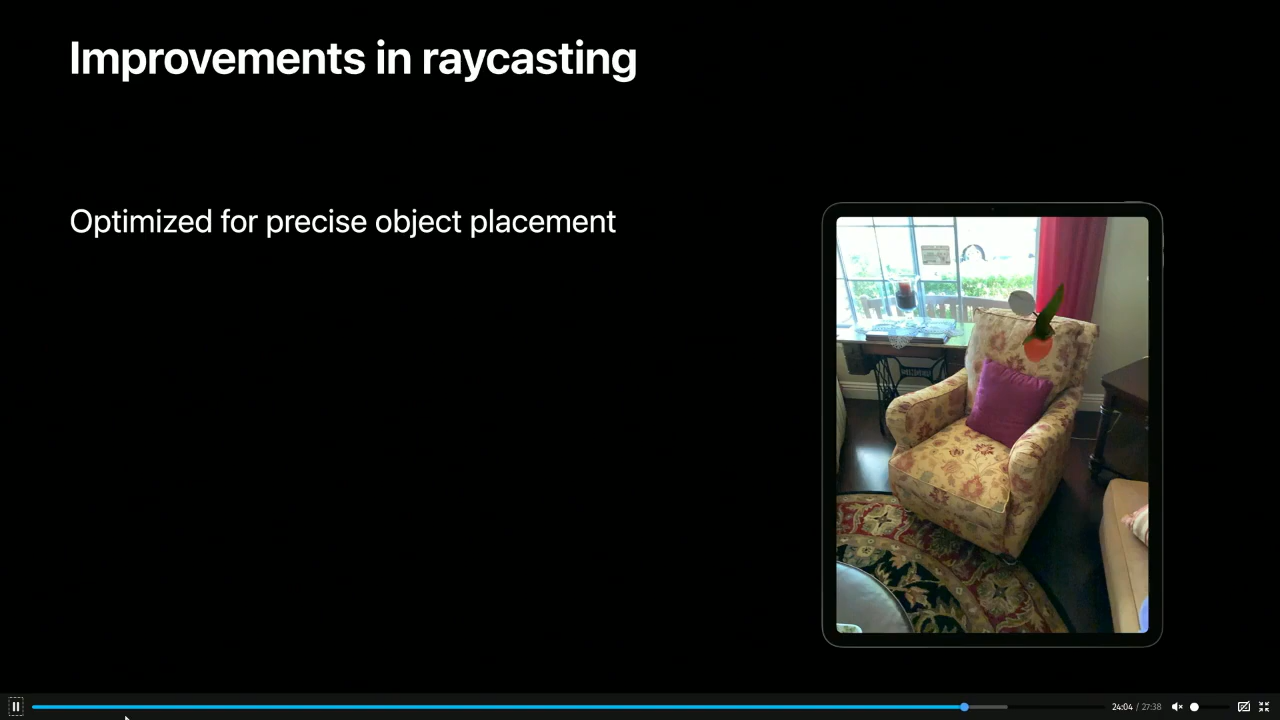 Improvements in raycasting
Optimized for precise object placement
24:04 / 27:38